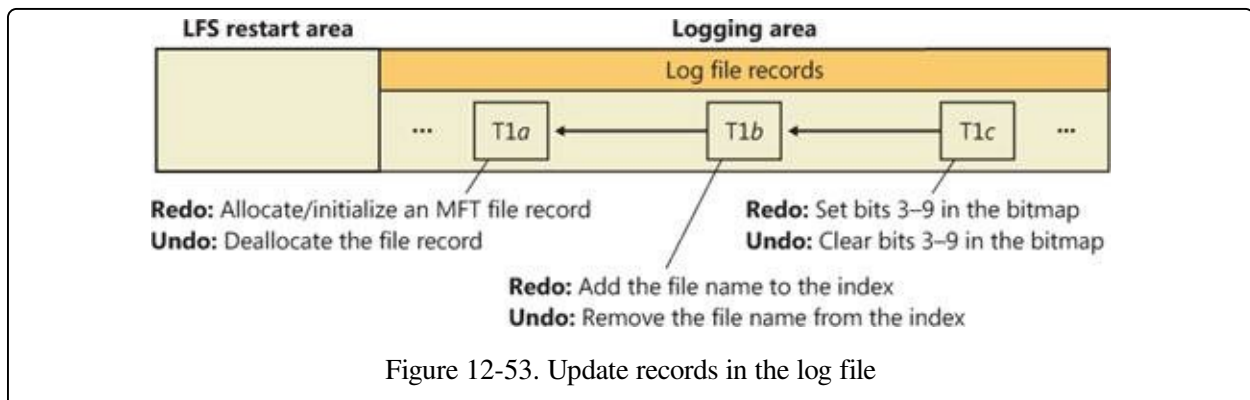 LFS restart area
Logging area
Log file records
... T1a T1b T1c ...
Redo: Allocate/initialize an MFT file record
Undo: Deallocate the file record
Redo: Set bits 3–9 in the bitmap
Undo: Clear bits 3–9 in the bitmap
Redo: Add the file name to the index
Undo: Remove the file name from the index
Figure 12-53. Update records in the log file